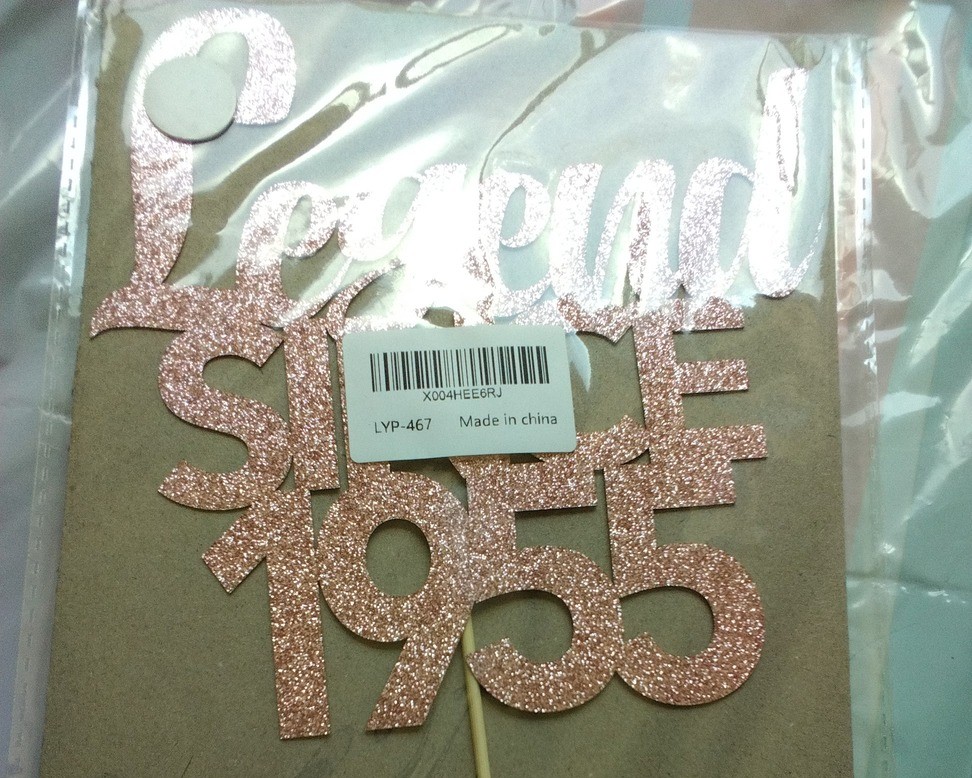 Legend
SINCE
X004HEE6RJ
LYP-467 Made in china
1955